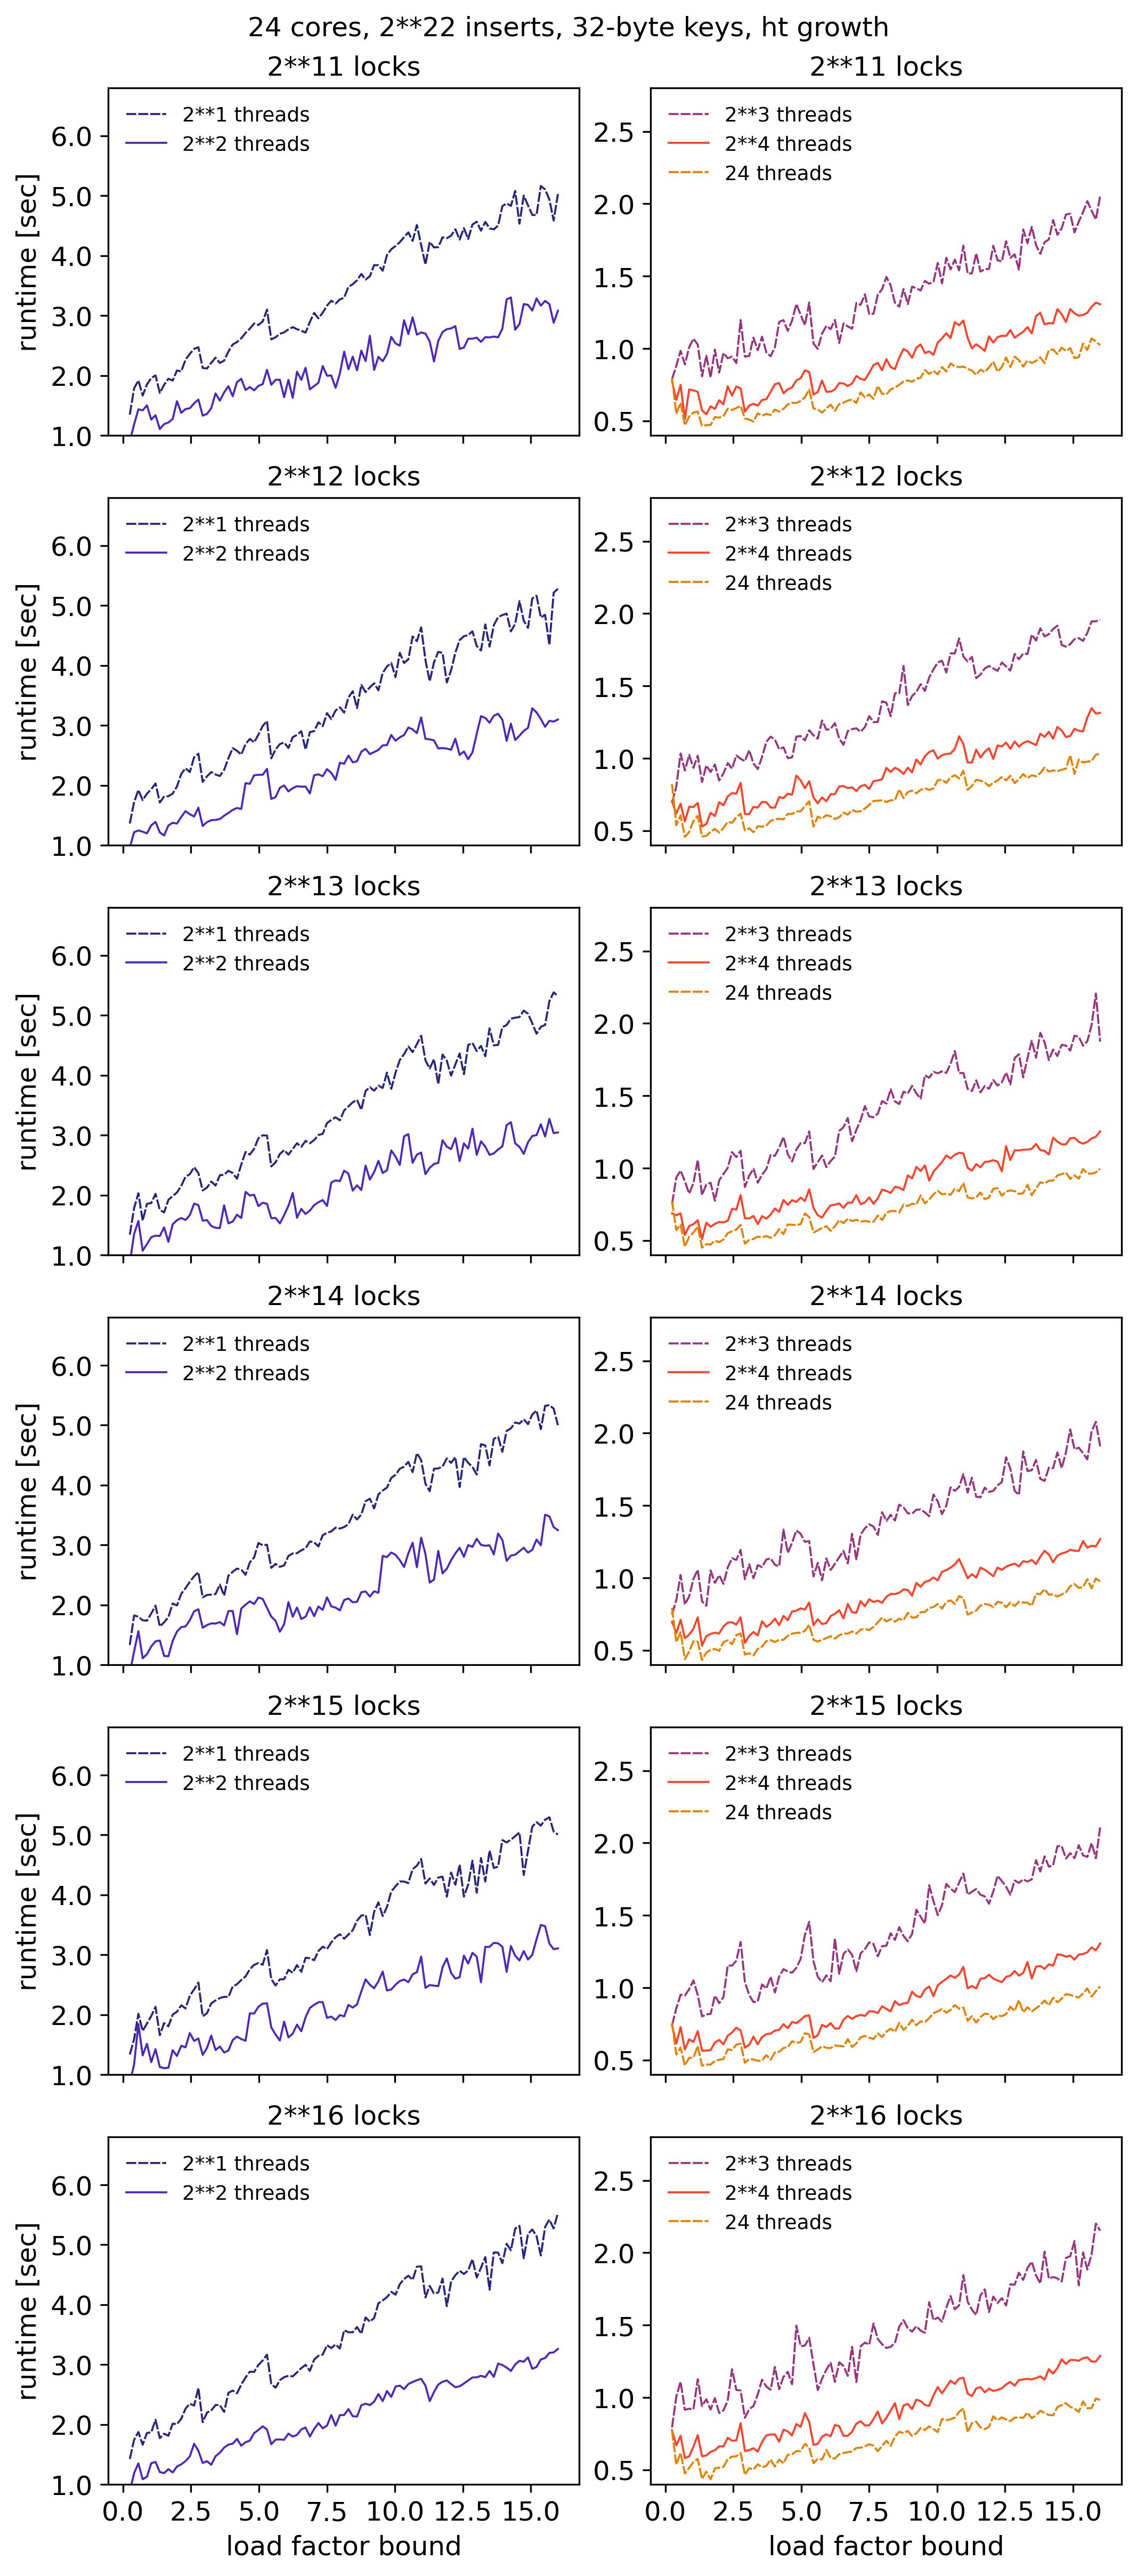 24 cores, 2**22 inserts, 32-byte keys, ht growth
2**11 locks
2**1 threads
2**2 threads
6.0
5.0
4.0
3.0
2.0
1.0
runtime [sec]
2**11 locks
2**3 threads
2**4 threads
24 threads
2.5
2.0
1.5
1.0
0.5
2**12 locks
2**1 threads
2**2 threads
6.0
5.0
4.0
3.0
2.0
1.0
runtime [sec]
2**12 locks
2**3 threads
2**4 threads
24 threads
2.5
2.0
1.5
1.0
0.5
2**13 locks
2**1 threads
2**2 threads
6.0
5.0
4.0
3.0
2.0
1.0
runtime [sec]
2**13 locks
2**3 threads
2**4 threads
24 threads
2.5
2.0
1.5
1.0
0.5
2**14 locks
2**1 threads
2**2 threads
6.0
5.0
4.0
3.0
2.0
1.0
runtime [sec]
2**14 locks
2**3 threads
2**4 threads
24 threads
2.5
2.0
1.5
1.0
0.5
2**15 locks
2**1 threads
2**2 threads
6.0
5.0
4.0
3.0
2.0
1.0
runtime [sec]
2**15 locks
2**3 threads
2**4 threads
24 threads
2.5
2.0
1.5
1.0
0.5
2**16 locks
2**1 threads
2**2 threads
6.0
5.0
4.0
3.0
2.0
1.0
runtime [sec]
0.0 2.5 5.0 7.5 10.0 12.5 15.0
load factor bound
2**16 locks
2**3 threads
2**4 threads
24 threads
2.5
2.0
1.5
1.0
0.5
0.0 2.5 5.0 7.5 10.0 12.5 15.0
load factor bound